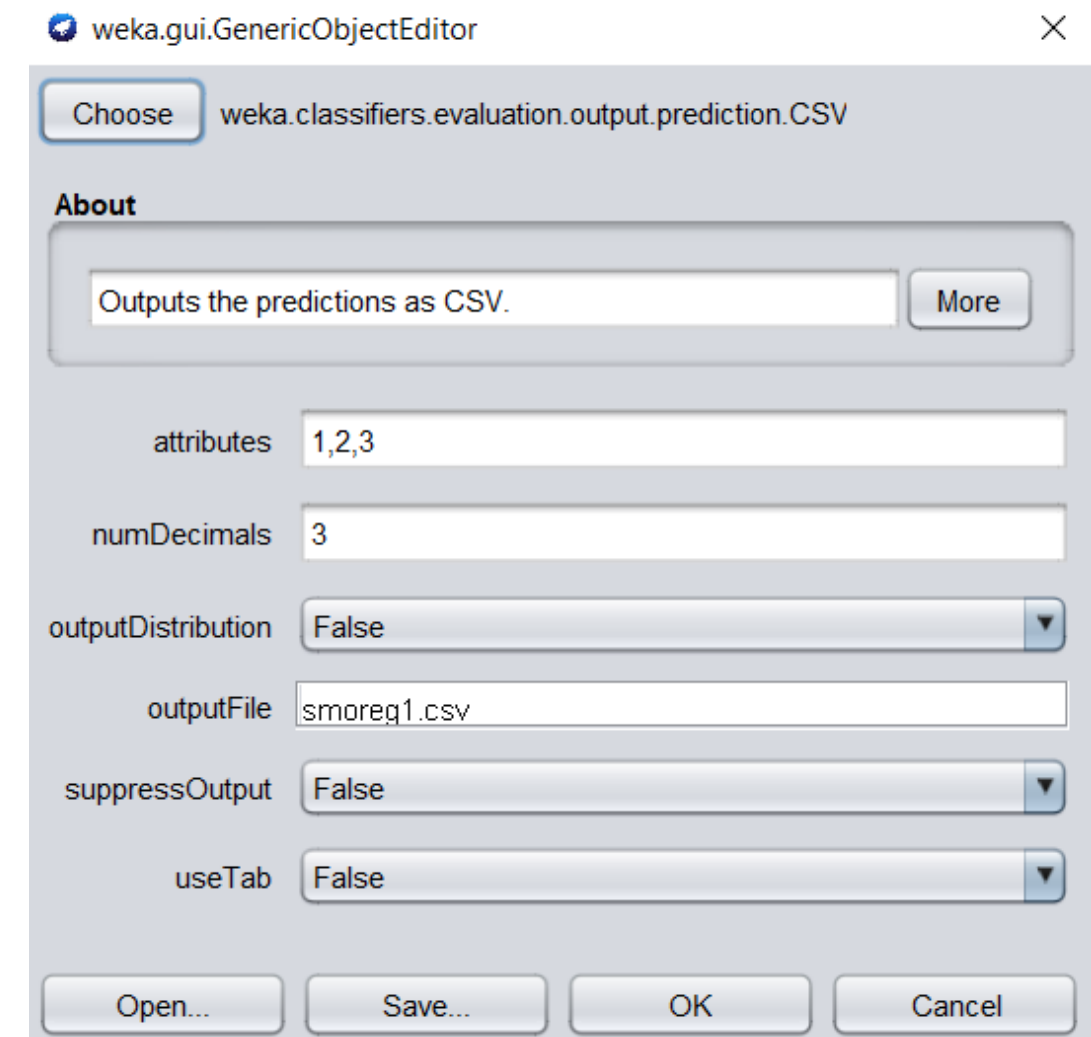 weka.gui.GenericObjectEditor
Choose weka.classifiers.evaluation.output.prediction.CSV
About
Outputs the predictions as CSV. More
attributes 1,2,3
numDecimals 3
outputDistribution False
outputFile smoreg1.csv
suppressOutput False
useTab False
Open... Save... OK Cancel